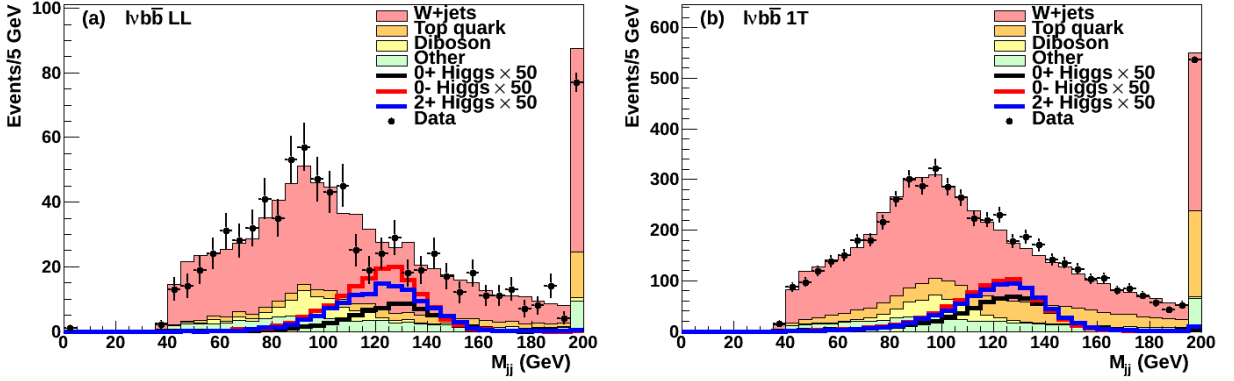 (a) lνbb̅ LL
W+jets
Top quark
Diboson
Other
0+ Higgs × 50
0- Higgs × 50
2+ Higgs × 50
Data
Events/5 GeV
100
80
60
40
20
0
0 20 40 60 80 100 120 140 160 180 200
M_jj (GeV)
(b) lνbb̅ 1T
W+jets
Top quark
Diboson
Other
0+ Higgs × 50
0- Higgs × 50
2+ Higgs × 50
Data
Events/5 GeV
600
500
400
300
200
100
0
0 20 40 60 80 100 120 140 160 180 200
M_jj (GeV)